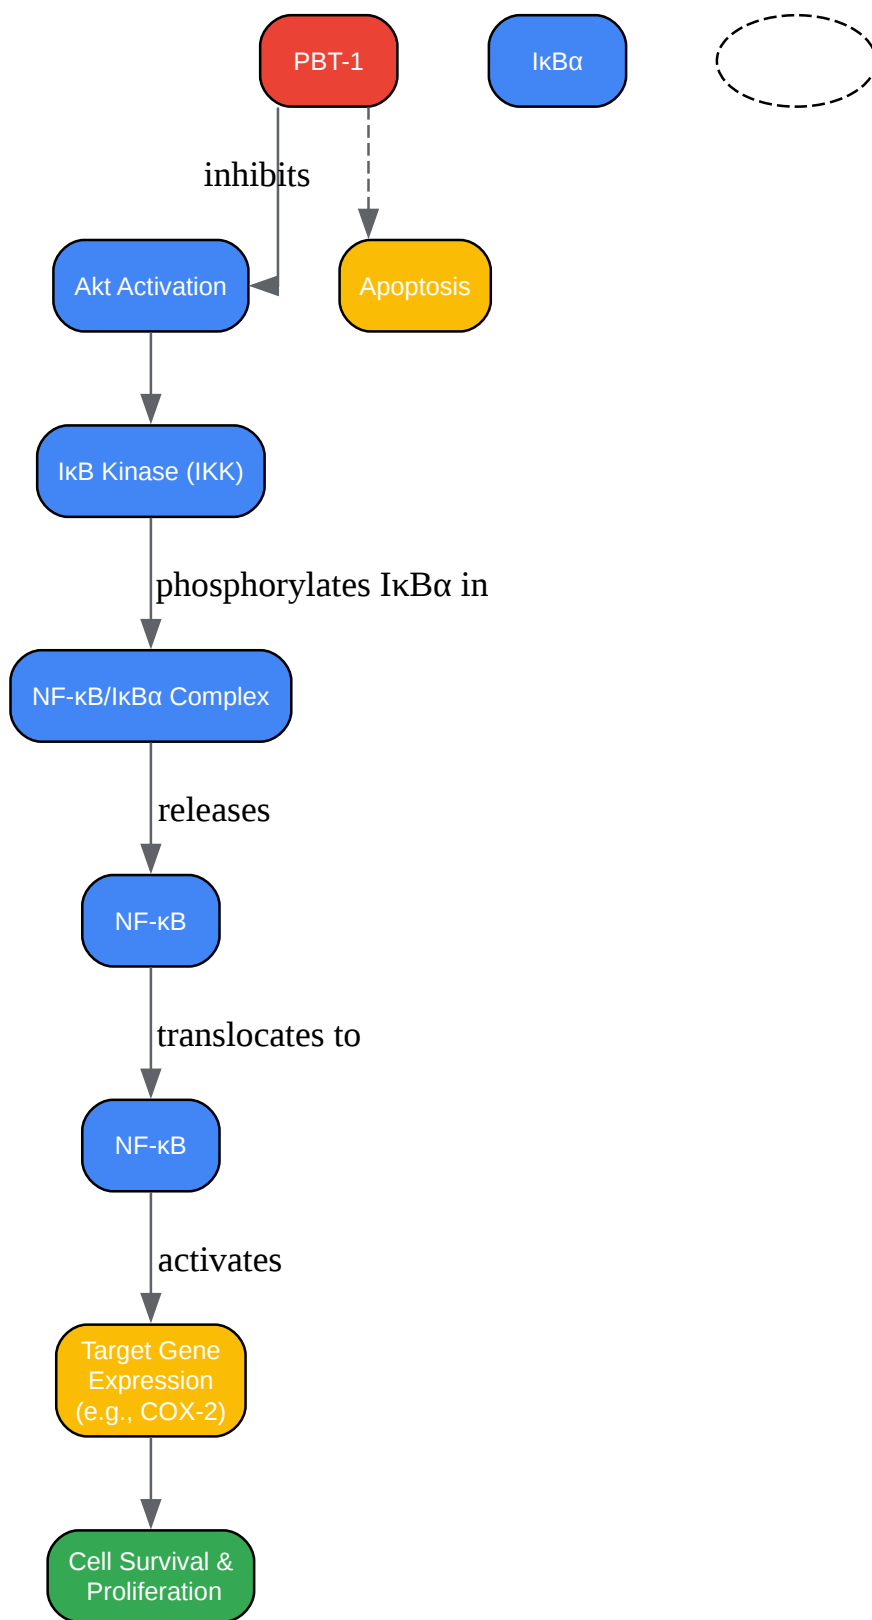 PBT-1
IκBα
inhibits
Akt Activation
Apoptosis
IκB Kinase (IKK)
phosphorylates IκBα in
NF-κB/IκBα Complex
releases
NF-κB
translocates to
NF-κB
activates
Target Gene
Expression
(e.g., COX-2)
Cell Survival &
Proliferation